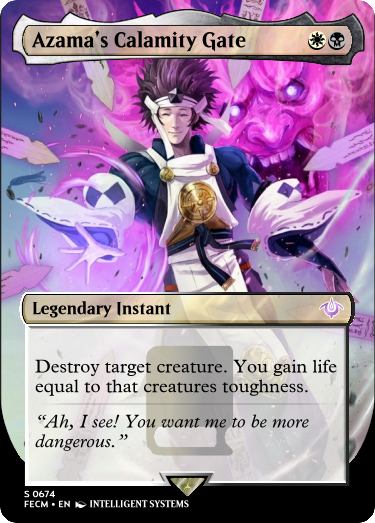 Azama's Calamity Gate
Legendary Instant
Destroy target creature. You gain life
equal to that creatures toughness.
“Ah, I see! You want me to be more
dangerous.”
S 0674
FECM • EN INTELLIGENT SYSTEMS